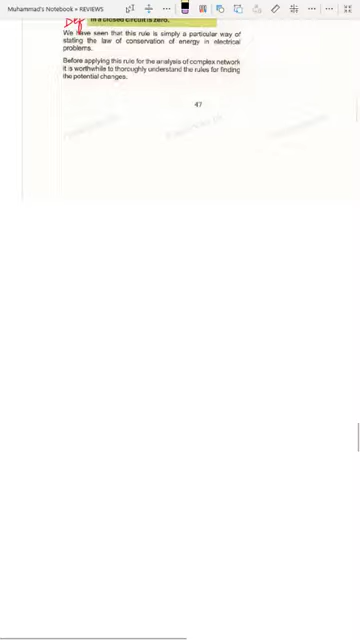 Muhammad's Notebook » REVIEWS
Def in a closed circuit is zero.
We have seen that this rule is simply a particular way of
stating the law of conservation of energy in electrical
problems.
Before applying this rule for the analysis of complex network
it is worthwhile to thoroughly understand the rules for finding
the potential changes.
47